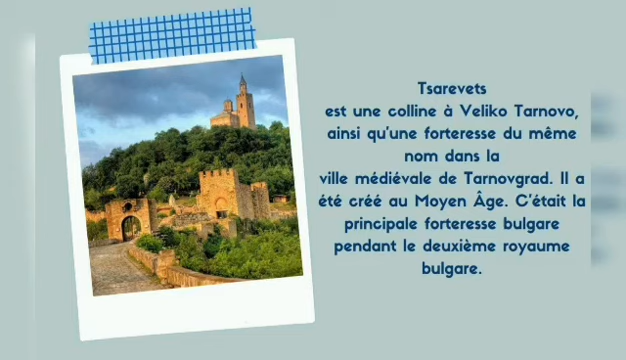 Tsarevets
est une colline à Veliko Tarnovo,
ainsi qu'une forteresse du même
nom dans la
ville médiévale de Tarnovgrad. Il a
été créé au Moyen Âge. C'était la
principale forteresse bulgare
pendant le deuxième royaume
bulgare.